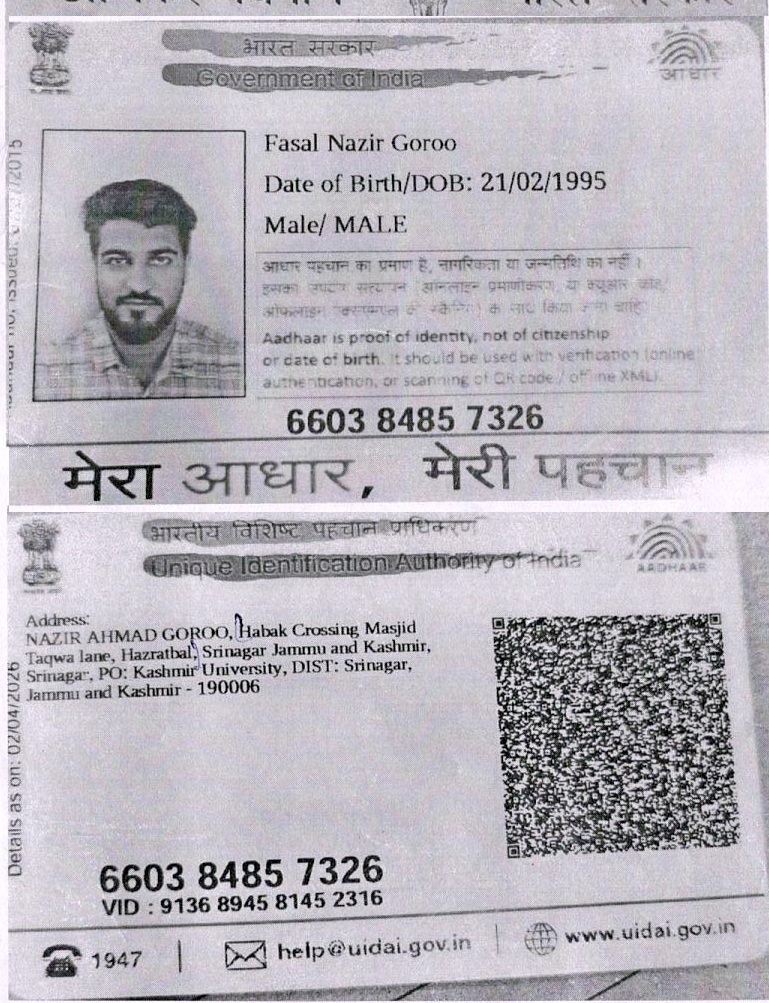 भारत सरकार
Government of India
आधार
Issued:
2015
Fasal Nazir Goroo
Date of Birth/DOB: 21/02/1995
Male/ MALE
आधार पहचान का प्रमाण है, नागरिकता या जन्मतिथि का नहीं।
Aadhaar is proof of identity, not of citizenship
or date of birth. It should be used with verification (online
authentication, or scanning of QR code / offline XML).
6603 8485 7326
मेरा आधार, मेरी पहचान
भारतीय विशिष्ट पहचान प्राधिकरण
Unique Identification Authority of India
AADHAAR
Details as on: 02/04/2026
Address:
NAZIR AHMAD GOROO, Habak Crossing Masjid
Taqwa lane, Hazratbal, Srinagar Jammu and Kashmir,
Srinagar, PO: Kashmir University, DIST: Srinagar,
Jammu and Kashmir - 190006
6603 8485 7326
VID : 9136 8945 8145 2316
1947
help@uidai.gov.in
www.uidai.gov.in